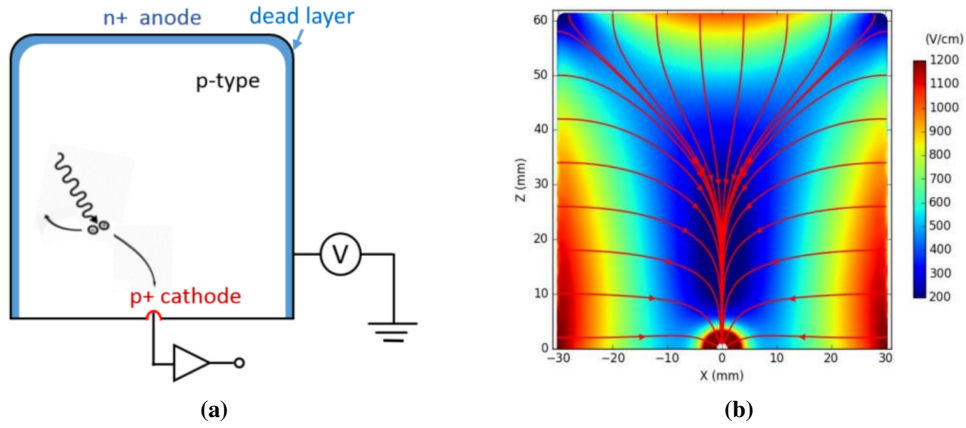 n+ anode
dead layer
p-type
p+ cathode
V
(a)
(V/cm)
60
50
40
30
20
10
0
Z (mm)
−30 −20 −10 0 10 20 30
X (mm)
1200
1100
1000
900
800
700
600
500
400
300
200
(b)